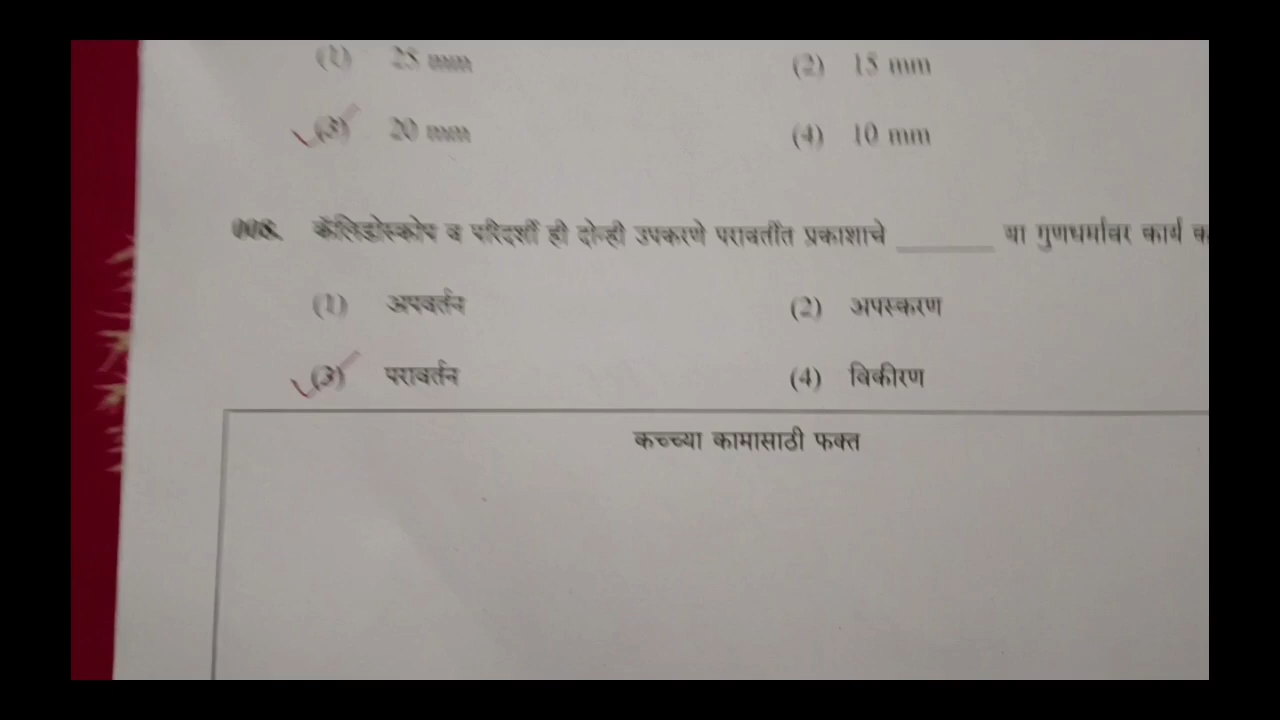 (1) 25 mm (2) 15 mm
(3) 20 mm (4) 10 mm
008. कॅलिडोस्कोप व परिदर्शी ही दोन्ही उपकरणे परावर्तीत प्रकाशाचे ______ या गुणधर्मावर कार्य
(1) अपवर्तन (2) अपस्करण
(3) परावर्तन (4) विकीरण
कच्च्या कामासाठी फक्त